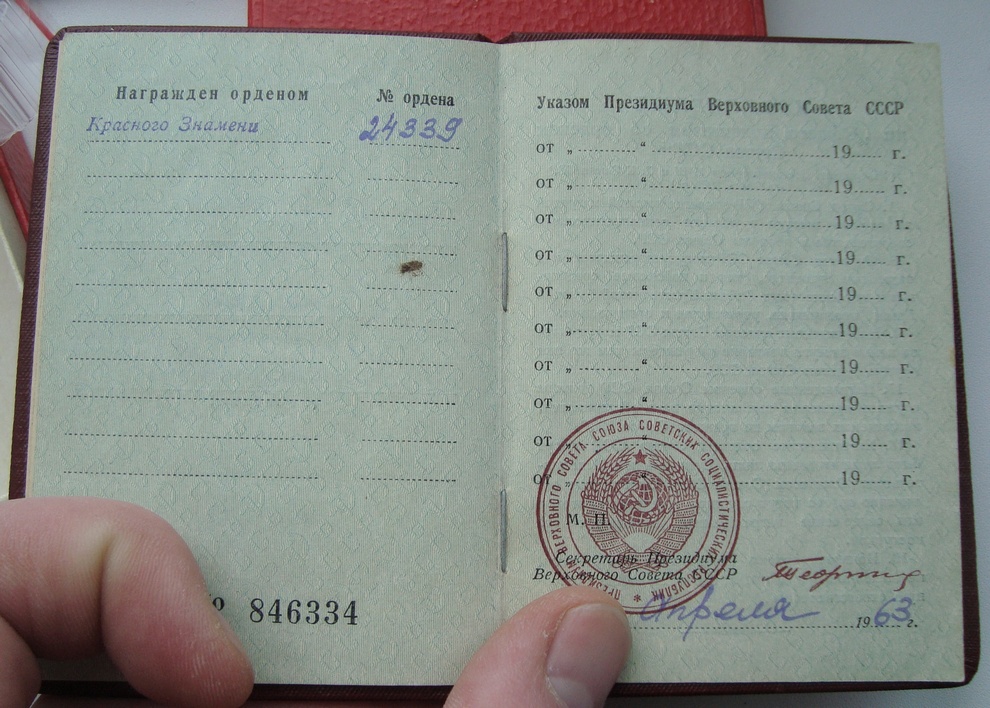 Награжден орденом
№ ордена
Красного Знамени
24339
Указом Президиума Верховного Совета СССР
от „ “ 19 г.
от „ “ 19 г.
от „ “ 19 г.
от „ “ 19 г.
от „ “ 19 г.
от „ “ 19 г.
от „ “ 19 г.
от „ “ 19 г.
от „ “ 19 г.
от „ “ 19 г.
ПРЕЗИДИУМ ВЕРХОВНОГО СОВЕТА СОЮЗА СОВЕТСКИХ СОЦИАЛИСТИЧЕСКИХ РЕСПУБЛИК
М. П.
Секретарь Президиума
Верховного Совета СССР
апреля 1963 г.
846334